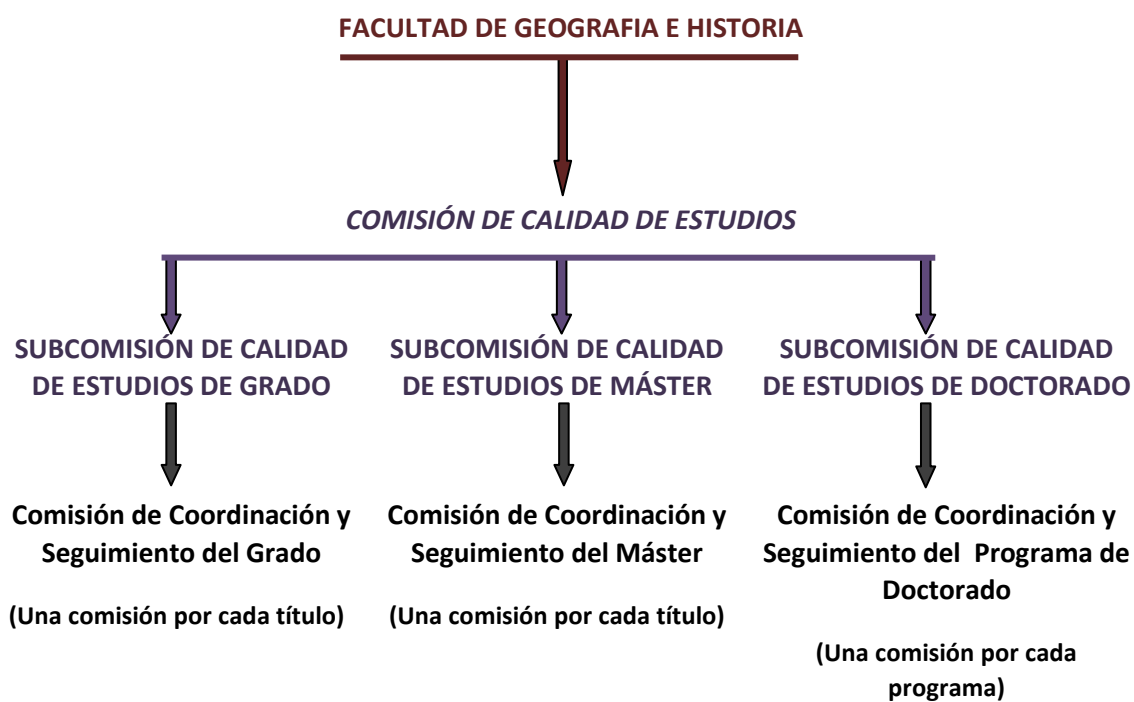 FACULTAD DE GEOGRAFIA E HISTORIA
COMISIÓN DE CALIDAD DE ESTUDIOS
SUBCOMISIÓN DE CALIDAD
DE ESTUDIOS DE GRADO
SUBCOMISIÓN DE CALIDAD
DE ESTUDIOS DE MÁSTER
SUBCOMISIÓN DE CALIDAD
DE ESTUDIOS DE DOCTORADO
Comisión de Coordinación y
Seguimiento del Grado
(Una comisión por cada título)
Comisión de Coordinación y
Seguimiento del Máster
(Una comisión por cada título)
Comisión de Coordinación y
Seguimiento del Programa de
Doctorado
(Una comisión por cada
programa)